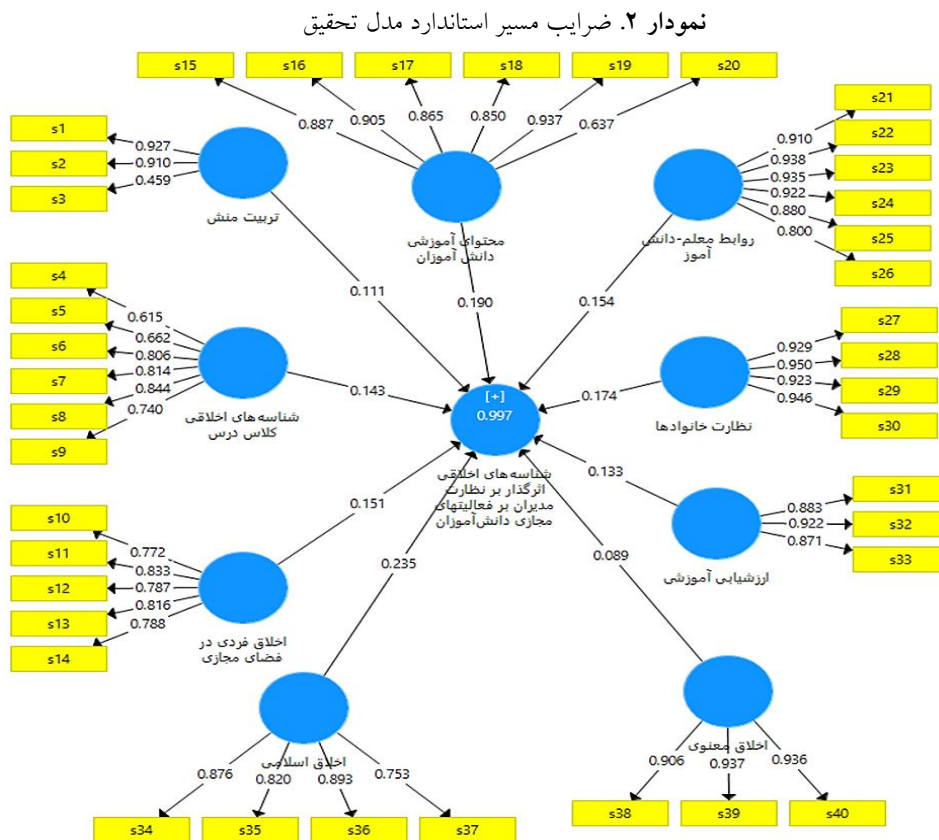 نمودار ۲. ضرایب مسیر استاندارد مدل تحقیق
s15
s16
s17
s18
s19
s20
0.887
0.905
0.865
0.850
0.937
0.637
s1
s2
s3
0.927
0.910
0.459
تربیت منش
محتوای آموزشی
دانش آموزان
s21
s22
s23
s24
s25
s26
0.910
0.938
0.935
0.922
0.880
0.800
روابط معلم-دانش
آموز
0.111
0.190
0.154
s4
s5
s6
s7
s8
s9
0.615
0.662
0.806
0.814
0.844
0.740
شناسه‌های اخلاقی
کلاس درس
0.143
[+]
0.997
شناسه‌های اخلاقی
اثرگذار بر نظارت
مدیران بر فعالیتهای
مجازی دانش‌آموزان
0.174
s27
s28
s29
s30
0.929
0.950
0.923
0.946
نظارت خانوادها
s10
s11
s12
s13
s14
0.772
0.833
0.787
0.816
0.788
اخلاق فردی در
فضای مجازی
0.151
0.235
0.089
0.133
s31
s32
s33
0.883
0.922
0.871
ارزشیابی آموزشی
اخلاق اسلامی
0.876
0.820
0.893
0.753
s34
s35
s36
s37
اخلاق معنوی
0.906
0.937
0.936
s38
s39
s40